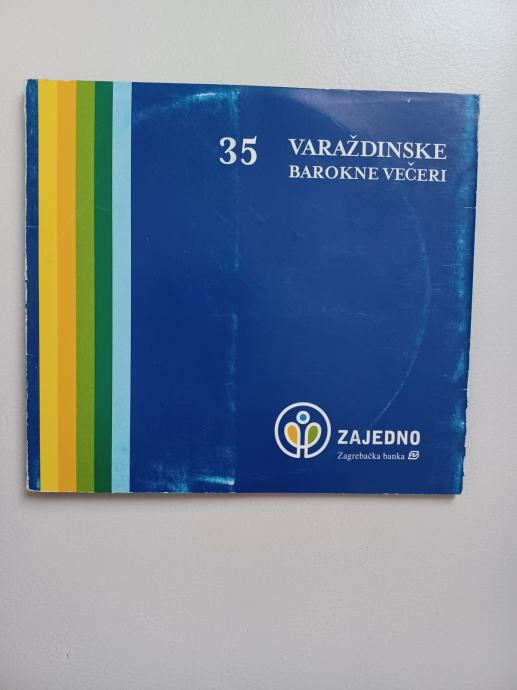 35 VARAŽDINSKE
BAROKNE VEČERI
ZAJEDNO
Zagrebačka banka